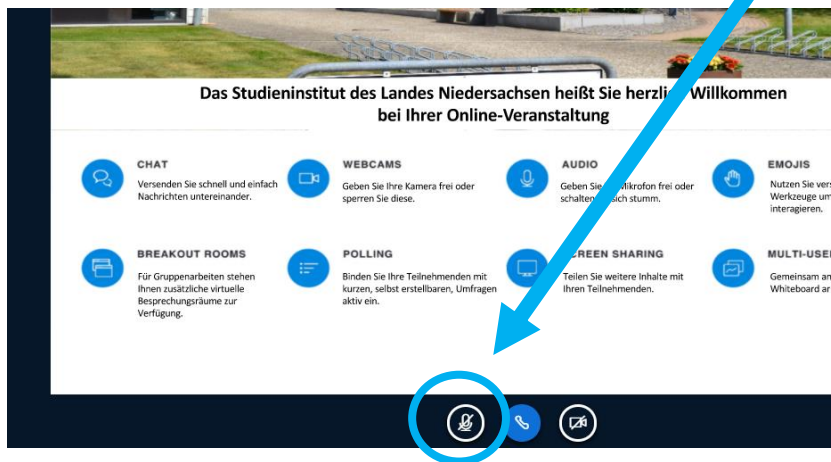 Das Studieninstitut des Landes Niedersachsen heißt Sie Willkommen
bei Ihrer Online-Veranstaltung
CHAT
Versenden Sie schnell und einfach
Nachrichten untereinander.
WEBCAMS
Geben Sie Ihre Kamera frei oder
sperren Sie diese.
AUDIO
Geben Sie Mikrofon frei oder
schalten sich stumm.
EMOJIS
Nutzen Sie
Werkzeuge um
interagieren.
BREAKOUT ROOMS
Für Gruppenarbeiten stehen
Ihnen zusätzliche virtuelle
Besprechungsräume zur
Verfügung.
POLLING
Binden Sie Ihre Teilnehmenden mit
kurzen, selbst erstellbaren, Umfragen
aktiv ein.
SCREEN SHARING
Teilen Sie weitere Inhalte mit
Ihren Teilnehmenden.
Gemeinsam
Whiteboard